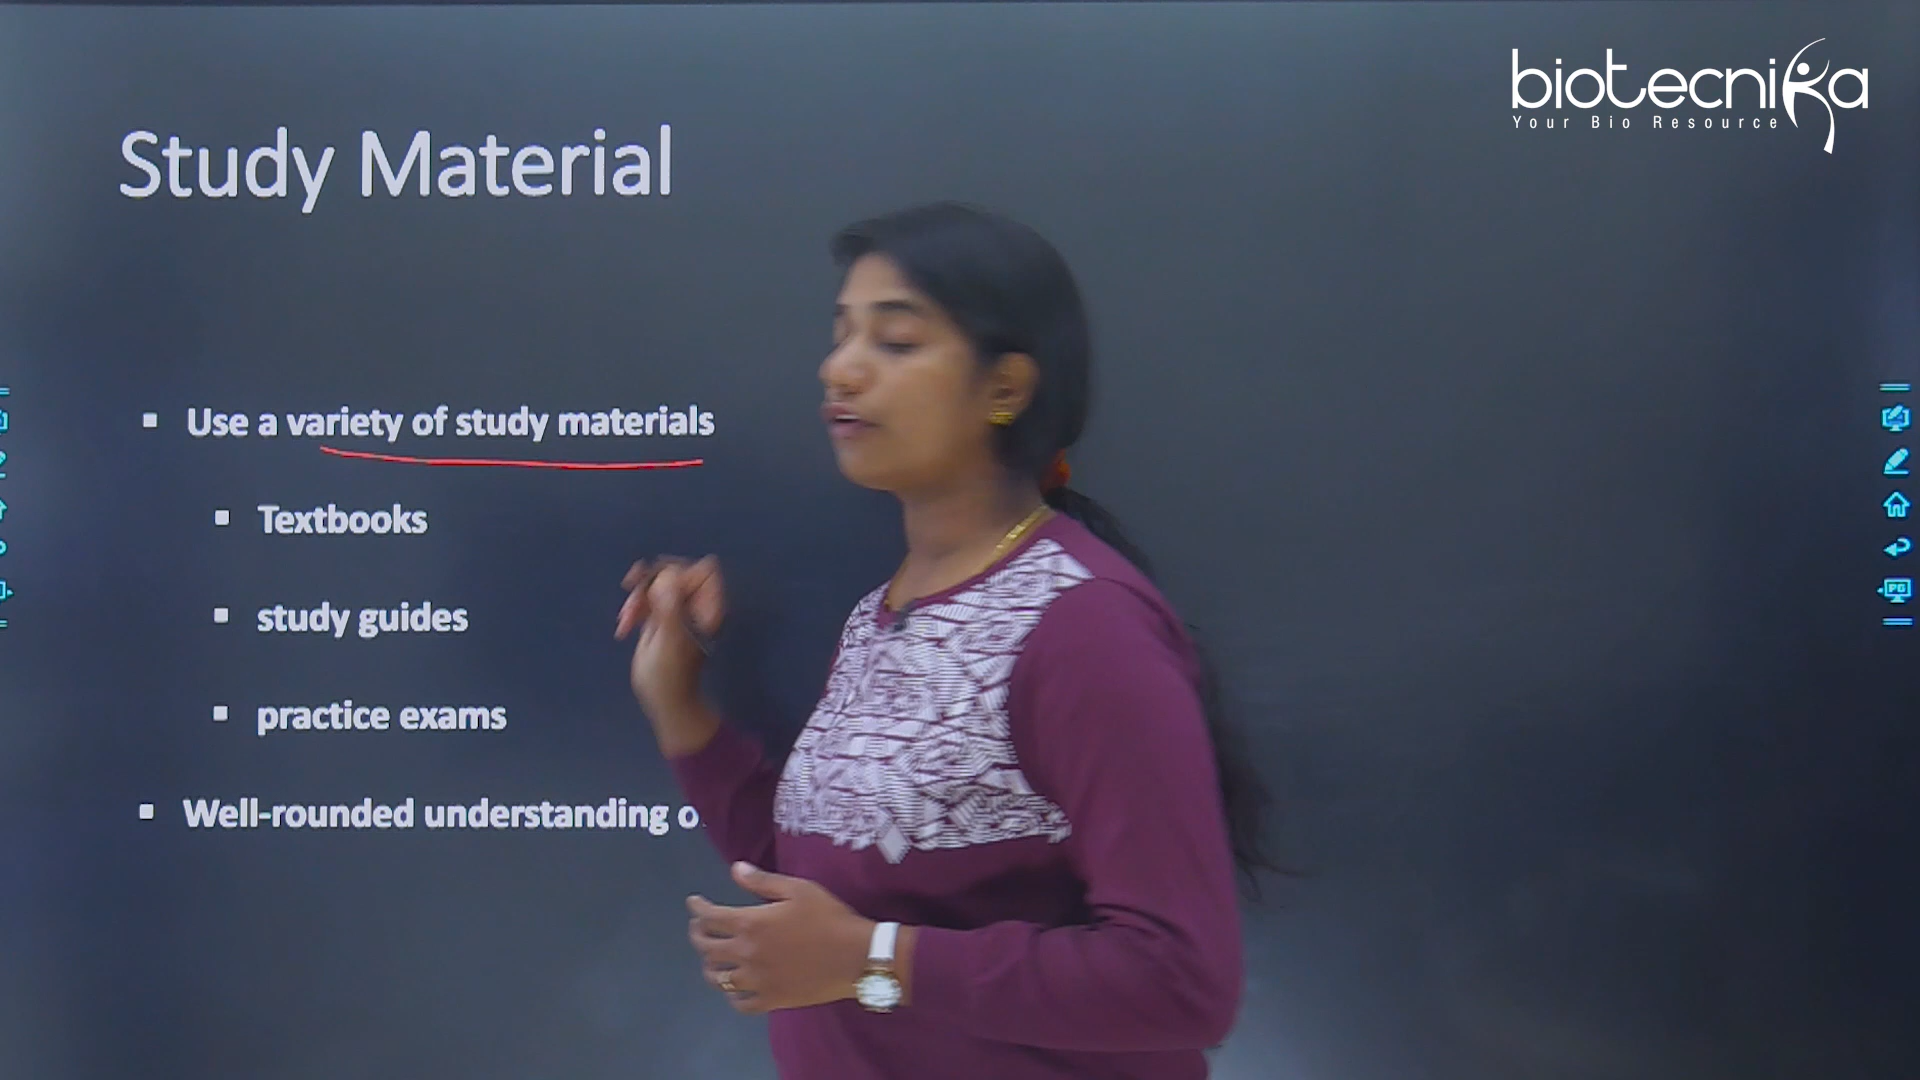 biotecnika
Your Bio Resource
Study Material
Use a variety of study materials
Textbooks
study guides
practice exams
Well-rounded understanding